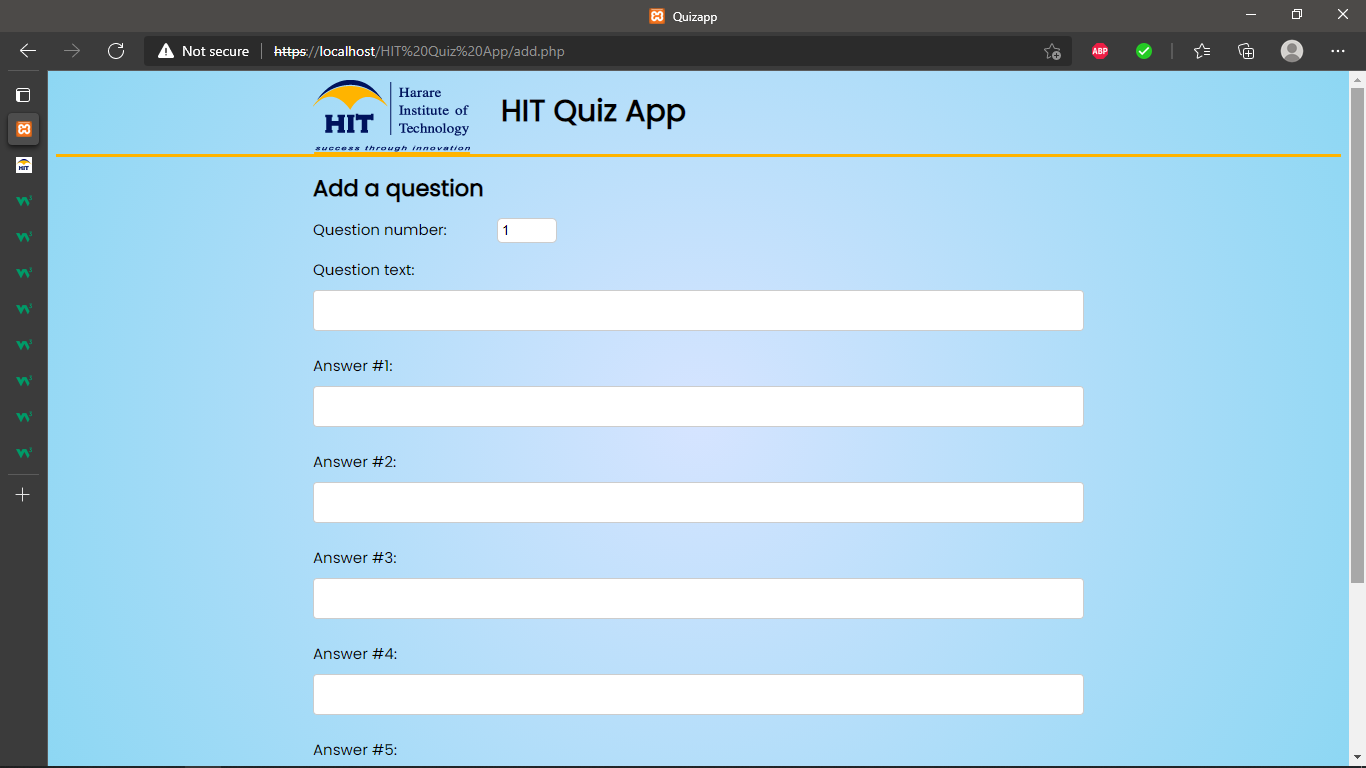 Quizapp
Not secure
https://localhost/HIT%20Quiz%20App/add.php
ABP
HIT
Harare
Institute of
Technology
success through innovation
HIT Quiz App
Add a question
Question number:
1
Question text:
Answer #1:
Answer #2:
Answer #3:
Answer #4:
Answer #5: